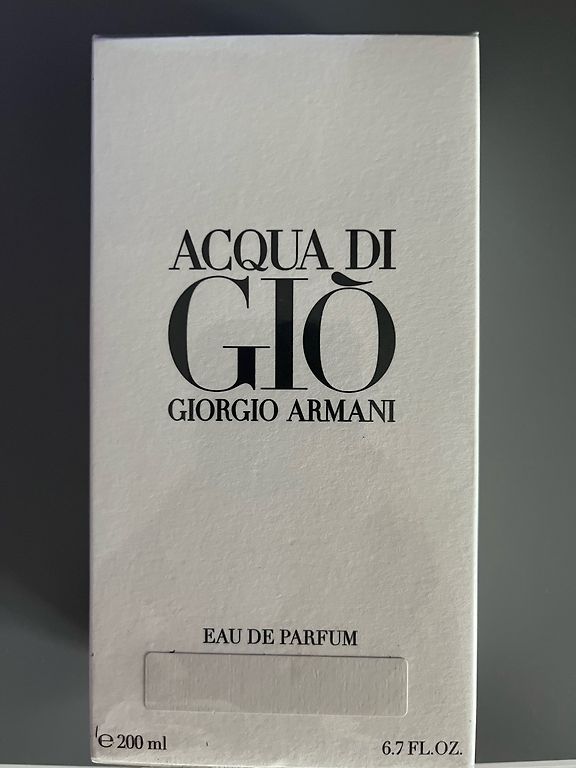 ACQUA DI
GIÒ
GIORGIO ARMANI
EAU DE PARFUM
℮ 200 ml
6.7 FL.OZ.